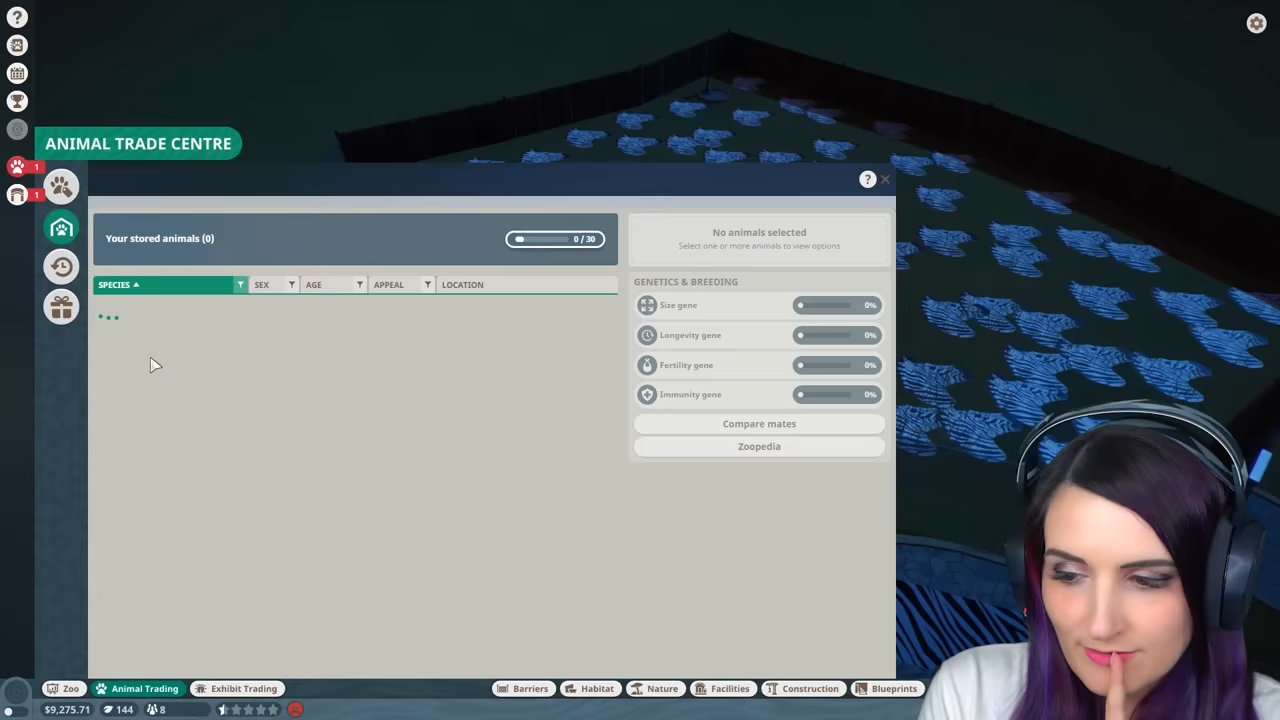 ?
ANIMAL TRADE CENTRE
1
1
?
Your stored animals (0)
0 / 30
No animals selected
Select one or more animals to view options
SPECIES
SEX
AGE
APPEAL
LOCATION
GENETICS & BREEDING
Size gene
0%
Longevity gene
0%
Fertility gene
0%
Immunity gene
0%
Compare mates
Zoopedia
Zoo
Animal Trading
Exhibit Trading
Barriers
Habitat
Nature
Facilities
Construction
Blueprints
$9,275.71
144
8